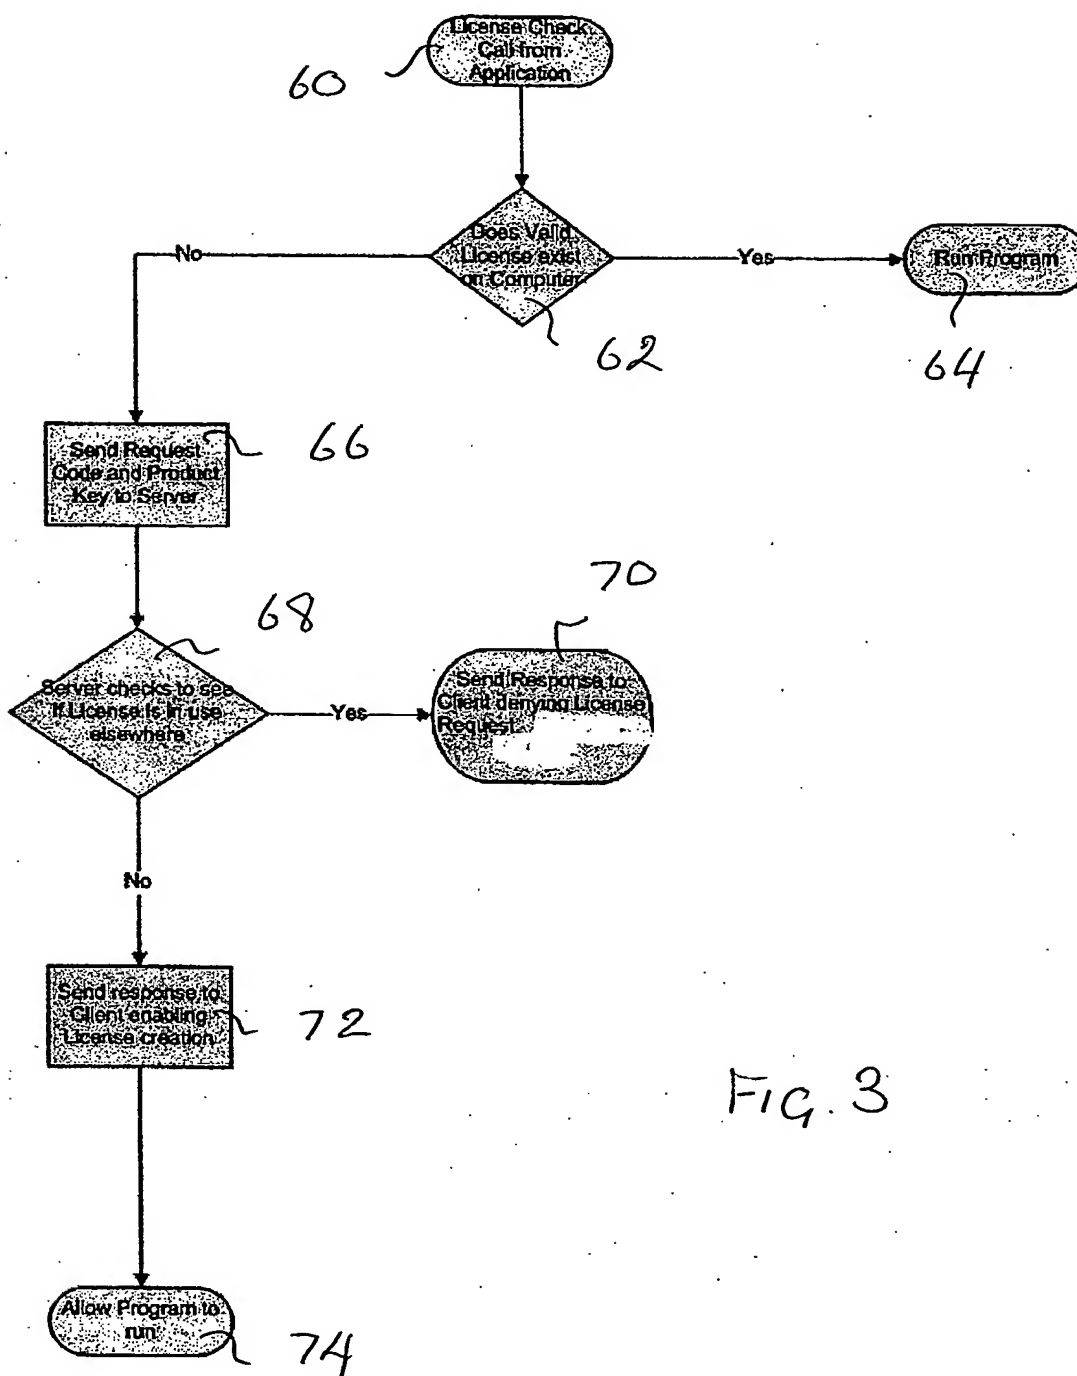 License Check
Call from
Application
60
Does Valid
License exist
on Computer
62
No
Yes
Run Program
64
Send Request
Code and Product
Key to Server
66
Server checks to see
if License is in use
elsewhere
68
Yes
Send Response to
Client denying License
Request
70
No
Send response to
Client enabling
License creation
72
Allow Program to
run
74
FIG. 3